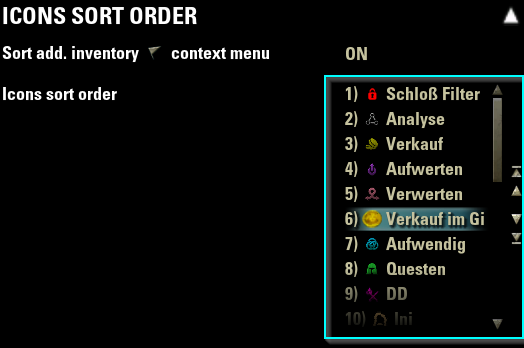 ICONS SORT ORDER
Sort add. inventory context menu ON
Icons sort order
1) Schloß Filter
2) Analyse
3) Verkauf
4) Aufwerten
5) Verwerten
6) Verkauf im Gi
7) Aufwendig
8) Questen
9) DD
10) Ini